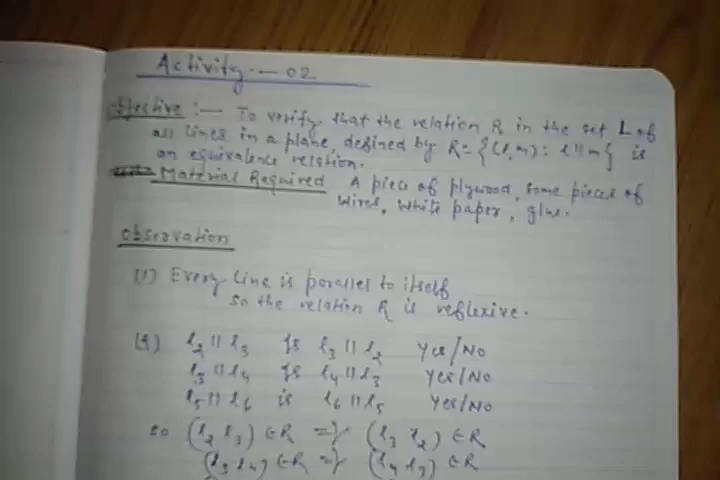 Activity :- 02
Objective :- To verify that the relation R in the set L of
all lines in a plane, defined by R = {(l,m) : l || m} is
an equivalence relation.
Material Required A piece of plywood, some pieces of
wires, white paper, glue.
Observation
(1) Every line is parallel to itself
so the relation R is reflexive.
(2) l₂ || l₃ Is l₃ || l₂ Yes/No
l₃ || l₄ Is l₄ || l₃ Yes/No
l₅ || l₆ is l₆ || l₅ Yes/No
so (l₂ l₃) ∈ R ⇒ (l₃ l₂) ∈ R
(l₃ l₄) ∈ R ⇒ (l₄ l₃) ∈ R